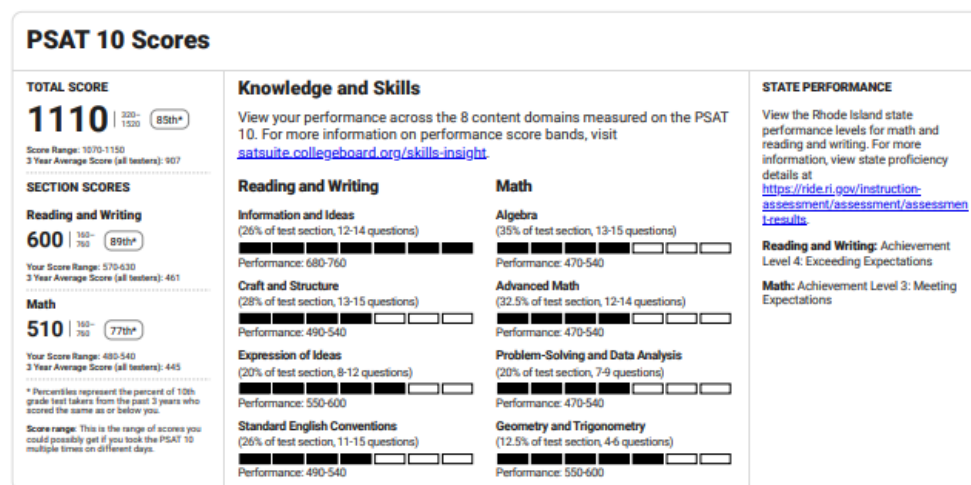 PSAT 10 Scores
TOTAL SCORE
1110 320–1520 85th*
Score Range: 1070-1150
3 Year Average Score (all testers): 907
SECTION SCORES
Reading and Writing
600 160–760 89th*
Your Score Range: 570-630
3 Year Average Score (all testers): 461
Math
510 160–760 77th*
Your Score Range: 480-540
3 Year Average Score (all testers): 445
* Percentiles represent the percent of 10th
grade test takers from the past 3 years who
scored the same as or below you.
Score range: This is the range of scores you
could possibly get if you took the PSAT 10
multiple times on different days.
Knowledge and Skills
View your performance across the 8 content domains measured on the PSAT
10. For more information on performance score bands, visit
satsuite.collegeboard.org/skills-insight.
Reading and Writing
Information and Ideas
(26% of test section, 12-14 questions)
Performance: 680-760
Craft and Structure
(28% of test section, 13-15 questions)
Performance: 490-540
Expression of Ideas
(20% of test section, 8-12 questions)
Performance: 550-600
Standard English Conventions
(26% of test section, 11-15 questions)
Performance: 490-540
Math
Algebra
(35% of test section, 13-15 questions)
Performance: 470-540
Advanced Math
(32.5% of test section, 12-14 questions)
Performance: 470-540
Problem-Solving and Data Analysis
(20% of test section, 7-9 questions)
Performance: 470-540
Geometry and Trigonometry
(12.5% of test section, 4-6 questions)
Performance: 550-600
STATE PERFORMANCE
View the Rhode Island state
performance levels for math and
reading and writing. For more
information, view state proficiency
details at
https://ride.ri.gov/instruction-
assessment/assessment/assessmen
t-results.
Reading and Writing: Achievement
Level 4: Exceeding Expectations
Math: Achievement Level 3: Meeting
Expectations